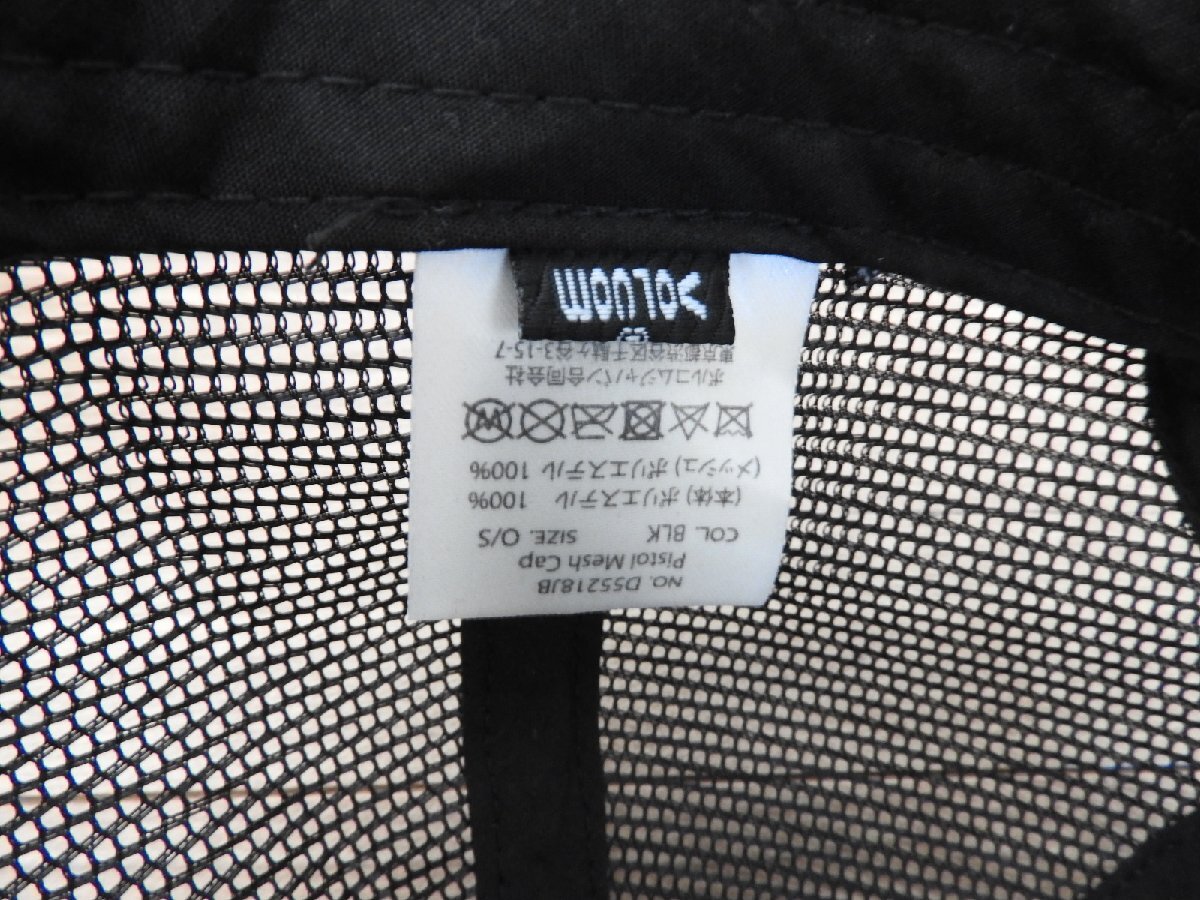 NO. D55218JB
Pistol Mesh Cap
COL. BLK SIZE. O/S
(本体) ポリエステル 100%
(メッシュ) ポリエステル 100%
W
ボルコムジャパン合同会社
東京都渋谷区千駄ヶ谷3-15-7
VOLCOM